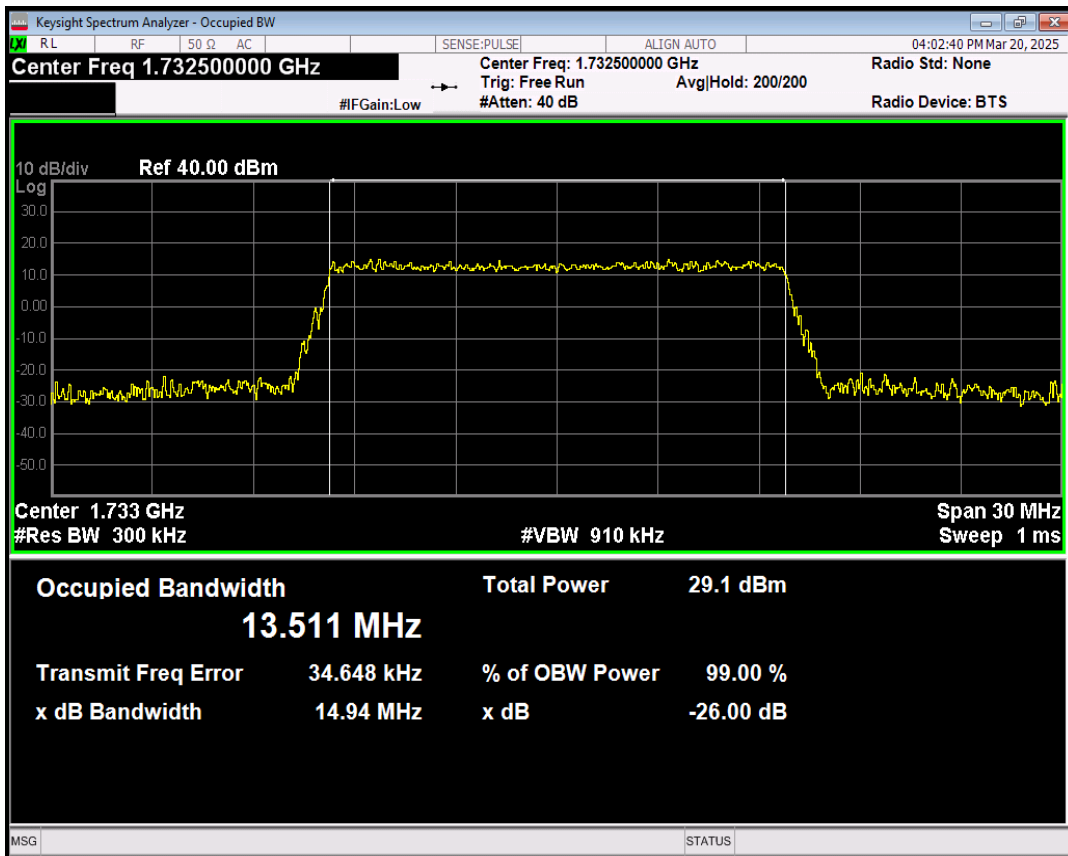 Keysight Spectrum Analyzer - Occupied BW
LXI RL RF 50 Ω AC SENSE:PULSE ALIGN AUTO 04:02:40 PM Mar 20, 2025
Center Freq 1.732500000 GHz Center Freq: 1.732500000 GHz Radio Std: None
Trig: Free Run Avg|Hold: 200/200
#IFGain:Low #Atten: 40 dB Radio Device: BTS
10 dB/div Ref 40.00 dBm
Log
30.0
20.0
10.0
0.00
-10.0
-20.0
-30.0
-40.0
-50.0
Center 1.733 GHz Span 30 MHz
#Res BW 300 kHz #VBW 910 kHz Sweep 1 ms
Occupied Bandwidth Total Power 29.1 dBm
13.511 MHz
Transmit Freq Error 34.648 kHz % of OBW Power 99.00 %
x dB Bandwidth 14.94 MHz x dB -26.00 dB
MSG STATUS